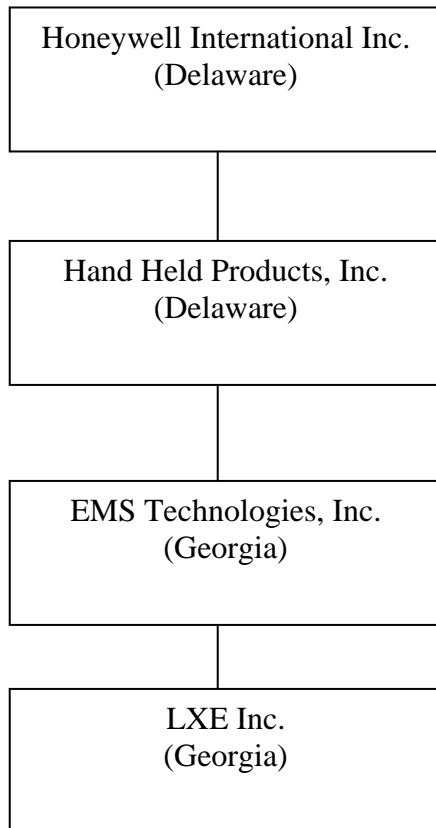 Honeywell International Inc.
(Delaware)
Hand Held Products, Inc.
(Delaware)
EMS Technologies, Inc.
(Georgia)
LXE Inc.
(Georgia)